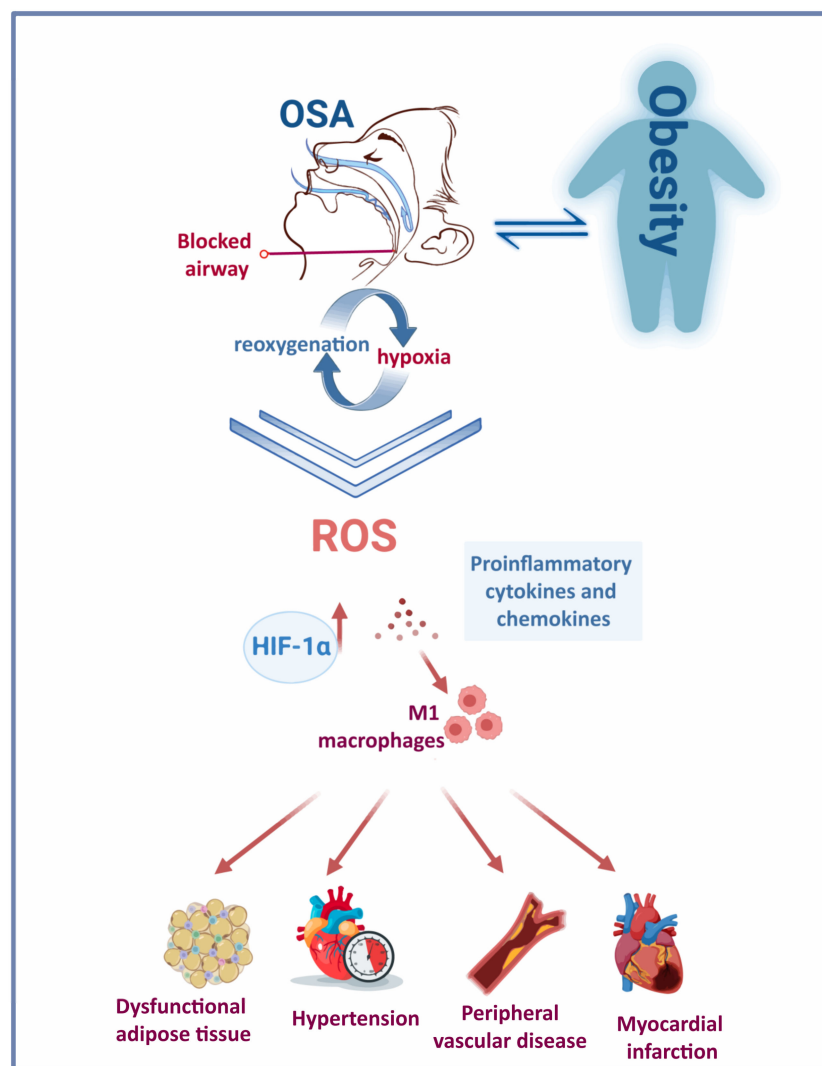 OSA
Obesity
Blocked
airway
reoxygenation
hypoxia
ROS
Proinflammatory
cytokines and
chemokines
HIF-1α
M1
macrophages
Dysfunctional
adipose tissue
Hypertension
Peripheral
vascular disease
Myocardial
infarction